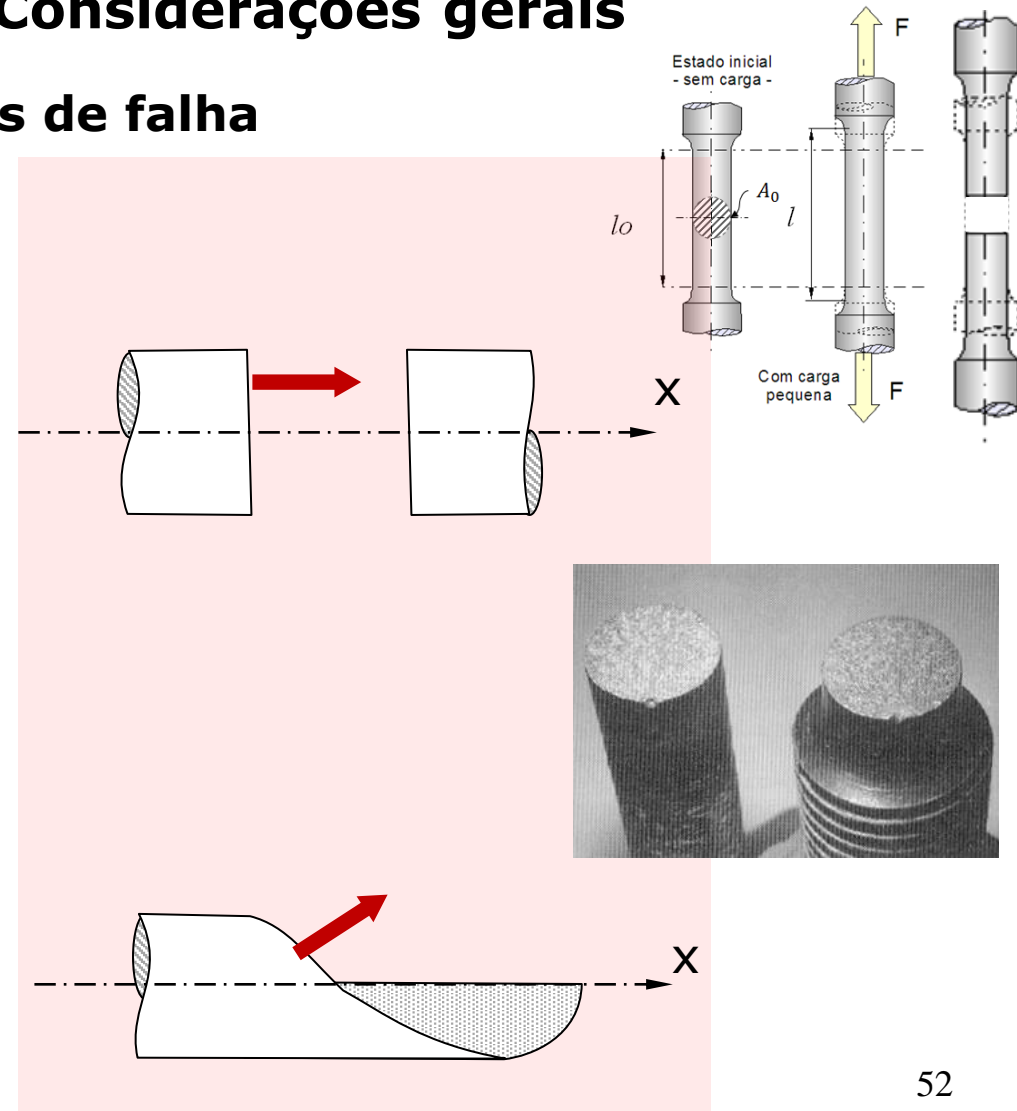 Considerações gerais
s de falha
Estado inicial
- sem carga -
F
A₀
lo
l
Com carga
pequena
F
X
X
52